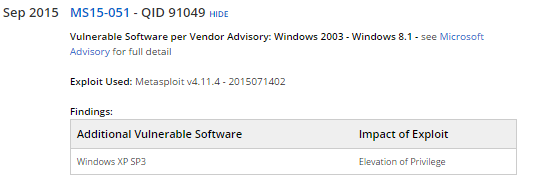 Sep 2015 MS15-051 - QID 91049 HIDE
Vulnerable Software per Vendor Advisory: Windows 2003 - Windows 8.1 - see Microsoft
Advisory for full detail
Exploit Used: Metasploit v4.11.4 - 2015071402
Findings:
Additional Vulnerable Software Impact of Exploit
Windows XP SP3 Elevation of Privilege